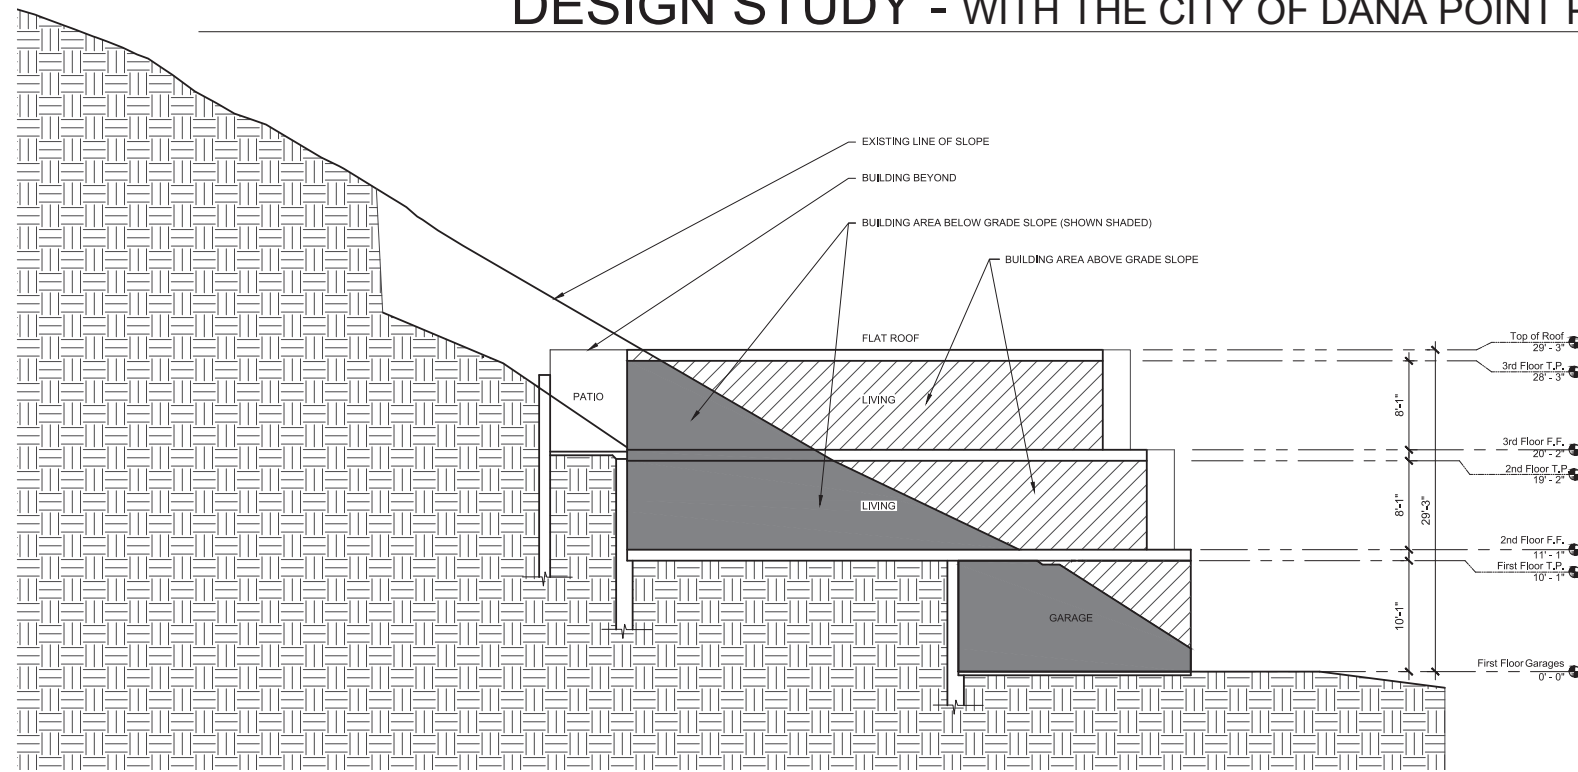 DESIGN STUDY - WITH THE CITY OF DANA POINT
EXISTING LINE OF SLOPE
BUILDING BEYOND
BUILDING AREA BELOW GRADE SLOPE (SHOWN SHADED)
BUILDING AREA ABOVE GRADE SLOPE
FLAT ROOF
Top of Roof
29' - 3"
3rd Floor T.P.
28' - 3"
PATIO
LIVING
8'-1"
3rd Floor F.F.
20' - 2"
2nd Floor T.P.
19' - 2"
LIVING
8'-1"
29'-3"
2nd Floor F.F.
11' - 1"
First Floor T.P.
10' - 1"
GARAGE
10'-1"
First Floor Garages
0' - 0"